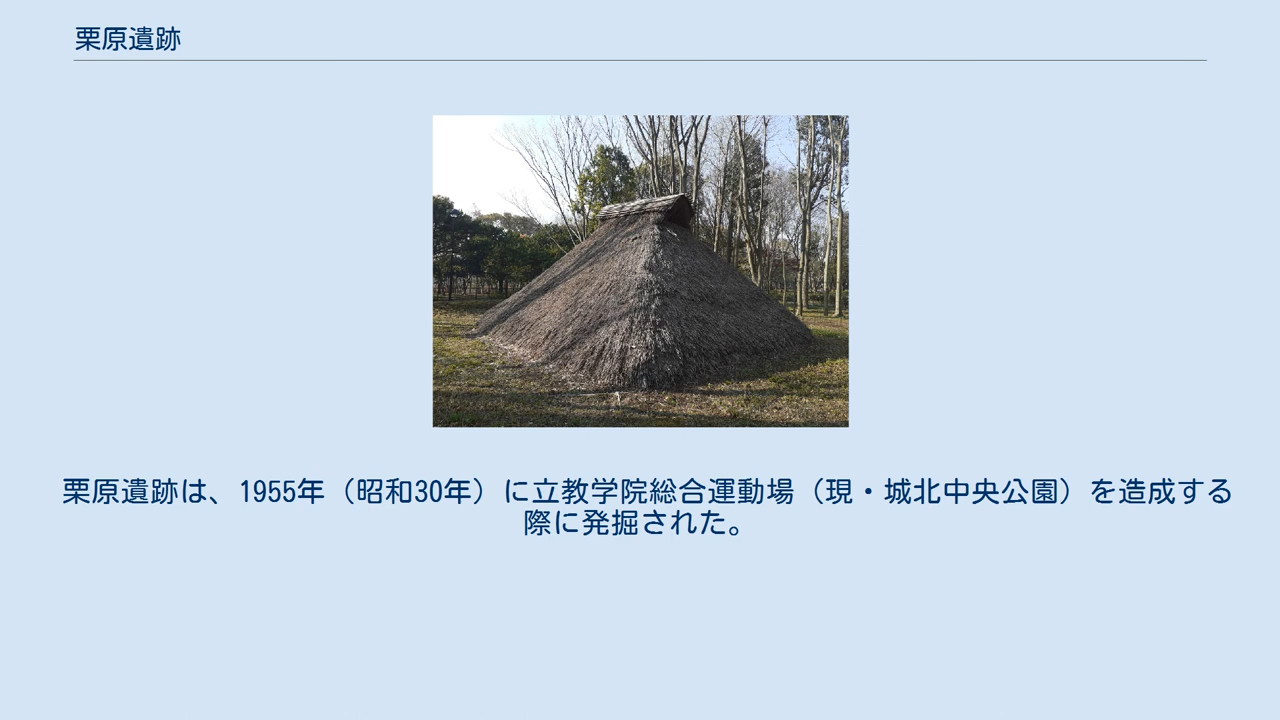 栗原遺跡
栗原遺跡は、1955年（昭和30年）に立教学院総合運動場（現・城北中央公園）を造成する
際に発掘された。